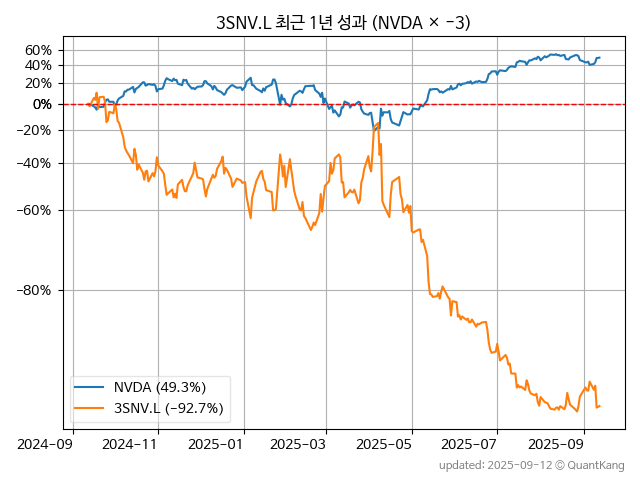 3SNV.L 최근 1년 성과 (NVDA × −3)
60%
40%
20%
0%
−20%
−40%
−60%
−80%
NVDA (49.3%)
3SNV.L (−92.7%)
2024-09 2024-11 2025-01 2025-03 2025-05 2025-07 2025-09
updated: 2025-09-12 © QuantKang